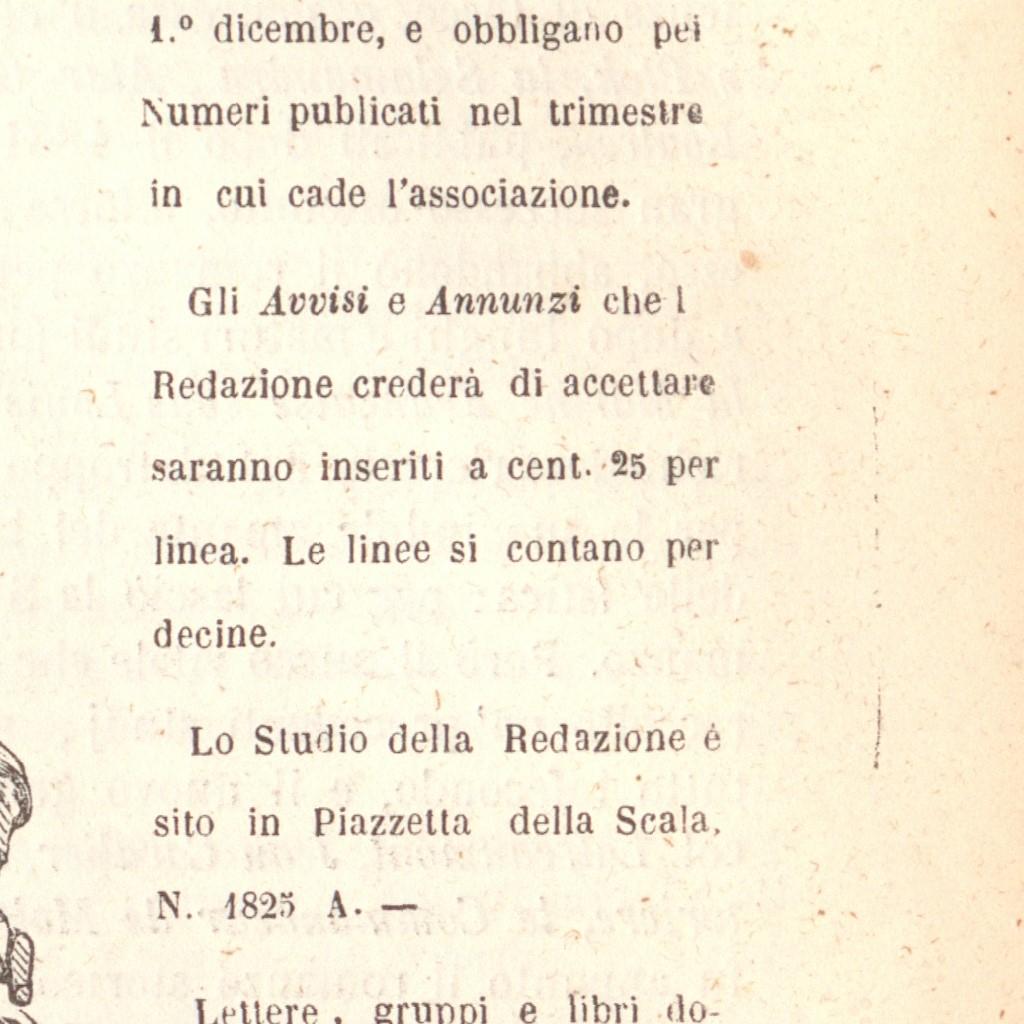 1.º dicembre, e obbligano pei
Numeri publicati nel trimestre
in cui cade l'associazione.
Gli Avvisi e Annunzi che l
Redazione crederà di accettare
saranno inseriti a cent. 25 per
linea. Le linee si contano per
decine.
Lo Studio della Redazione è
sito in Piazzetta della Scala,
N. 1825 A. —
Lettere, gruppi e libri do-